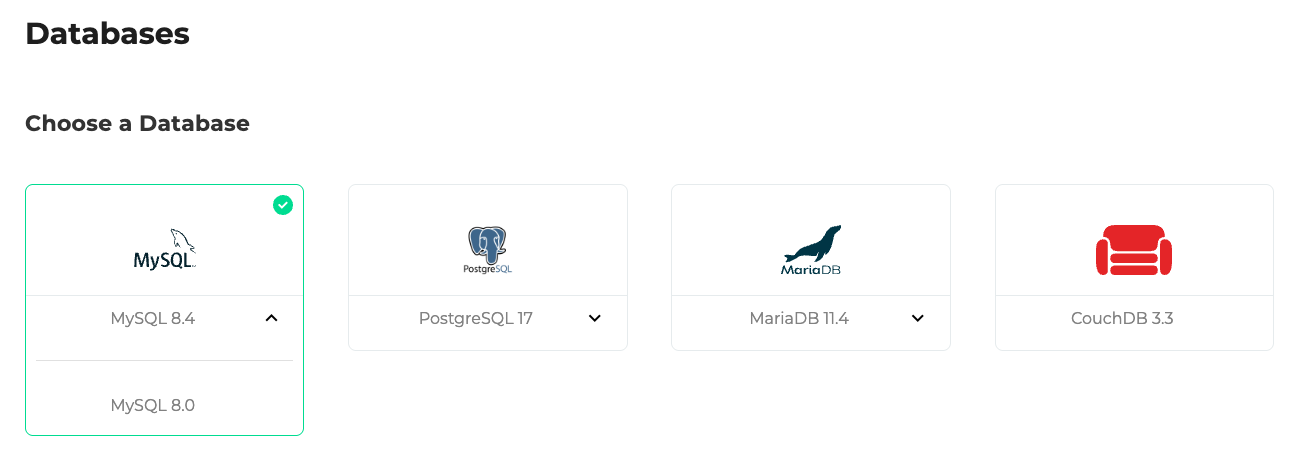 Databases
Choose a Database
MySQL
PostgreSQL
MariaDB
MySQL 8.4
PostgreSQL 17
MariaDB 11.4
CouchDB 3.3
MySQL 8.0